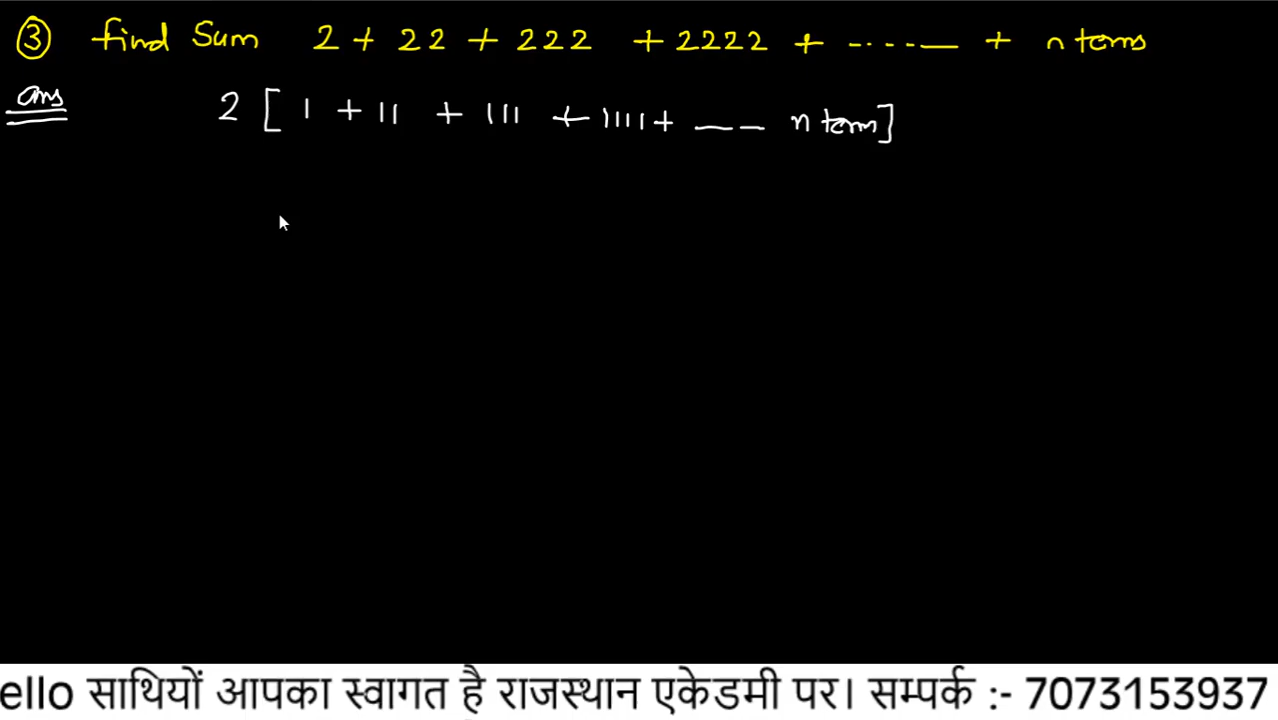 ③ find Sum 2 + 22 + 222 + 2222 + ----- + n terms
ans 2 [ 1 + 11 + 111 + 1111 + -- n term ]
ello साथियों आपका स्वागत है राजस्थान एकेडमी पर। सम्पर्क :- 7073153937